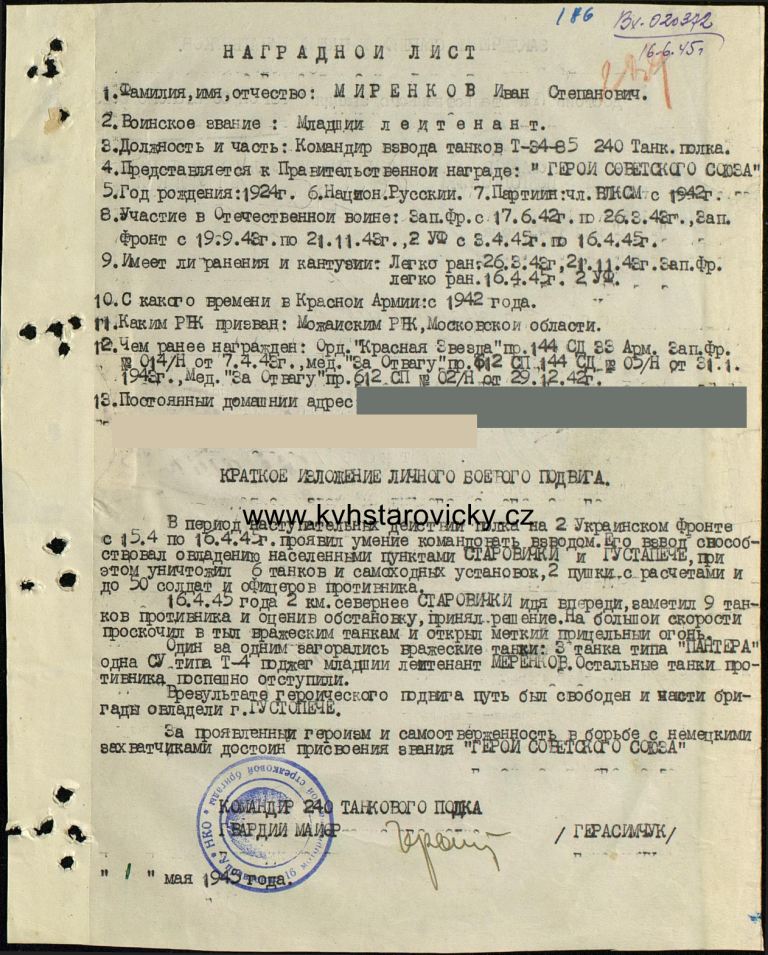 186 Вх-020372
16.6.45г
НАГРАДНОЙ ЛИСТ
1.Фамилия,имя,отчество: МИРЕНКОВ Иван Степанович.
2.Воинское звание: Младший лейтенант.
3.Должность и часть: Командир взвода танков Т-34-85 240 Танк.полка.
4.Представляется к Правительственной награде: "ГЕРОЙ СОВЕТСКОГО СОЮЗА"
5.Год рождения:1924г. 6.Национ.Русский. 7.Партийн:чл.ВЛКСМ с 1942г.
8.Участие в Отечественой войне: Зап.Фр.с 17.6.42г. по 26.3.43г.,Зап.
Фронт с 19.9.43г.по 21.11.43г.,2 УФ с 3.4.45г.по 16.4.45г.
9.Имеет ли ранения и кантузии: Легко ран.26.3.43г,21.11.43г.Зап.Фр.
легко ран.16.4.45г. 2 УФ.
10.С какого времени в Красной Армии:с 1942 года.
11.Каким РВК призван: Можайским РВК,Московской области.
12.Чем ранее награжден: Орд."Красная Звезда"пр.144 СД 33 Арм. Зап.Фр.
№ 014/Н от 7.4.43г.,мед."За Отвагу"пр.612 СП 144 СД № 05/Н от 31.1.
1943г.,Мед."За Отвагу"пр.612 СП № 02/Н от 29.12.42г.
13.Постоянный домашний адрес
КРАТКОЕ ИЗЛОЖЕНИЕ ЛИЧНОГО БОЕВОГО ПОДВИГА.
www.kvhstarovicky.cz
В период наступательных действий полка на 2 Украинском Фронте
с 15.4 по 16.4.45г.проявил умение командовать взводом.Его взвод способ-
ствовал овладению населенными пунктами СТАРОВИЧКИ и ГУСТАПЕЧЕ,при
этом уничтожил 6 танков и самоходных установок,2 пушки с расчетами и
до 50 солдат и офицеров противника.
16.4.45 года 2 км.севернее СТАРОВИЧКИ идя впереди,заметил 9 тан-
ков противника и оценив обстановку,принял решение.На большой скорости
проскочил в тыл вражеским танкам и открыл меткий прицельный огонь.
Один за одним загорались вражеские танки: 3 танка типа "ПАНТЕРА"
одна СУ типа Т-4 поджег младший лейтенант МЕРЕНКОВ.Остальные танки про-
тивника поспешно отступили.
Врезультате героического подвига путь был свободен и части бри-
гады овладели г.ГУСТОПЕЧЕ.
За проявленный героизм и самоотверженность в борьбе с немецкими
захватчиками достоин присвоения звания "ГЕРОЙ СОВЕТСКОГО СОЮЗА"
КОМАНДИР 240 ТАНКОВОГО ПОЛКА
ГВАРДИИ МАЙОР /ГЕРАСИМЧУК/
"1" мая 1945 года.
НКО